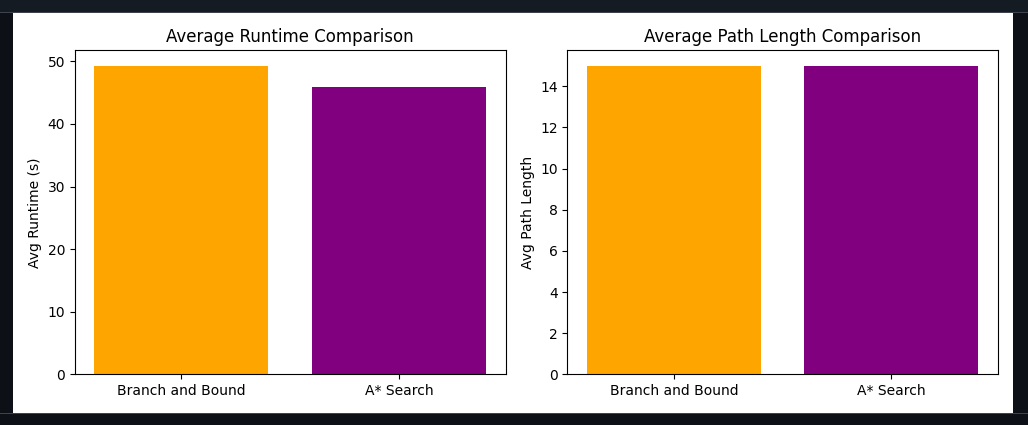 Average Runtime Comparison
Avg Runtime (s)
50
40
30
20
10
0
Branch and Bound
A* Search
Average Path Length Comparison
Avg Path Length
14
12
10
8
6
4
2
0
Branch and Bound
A* Search